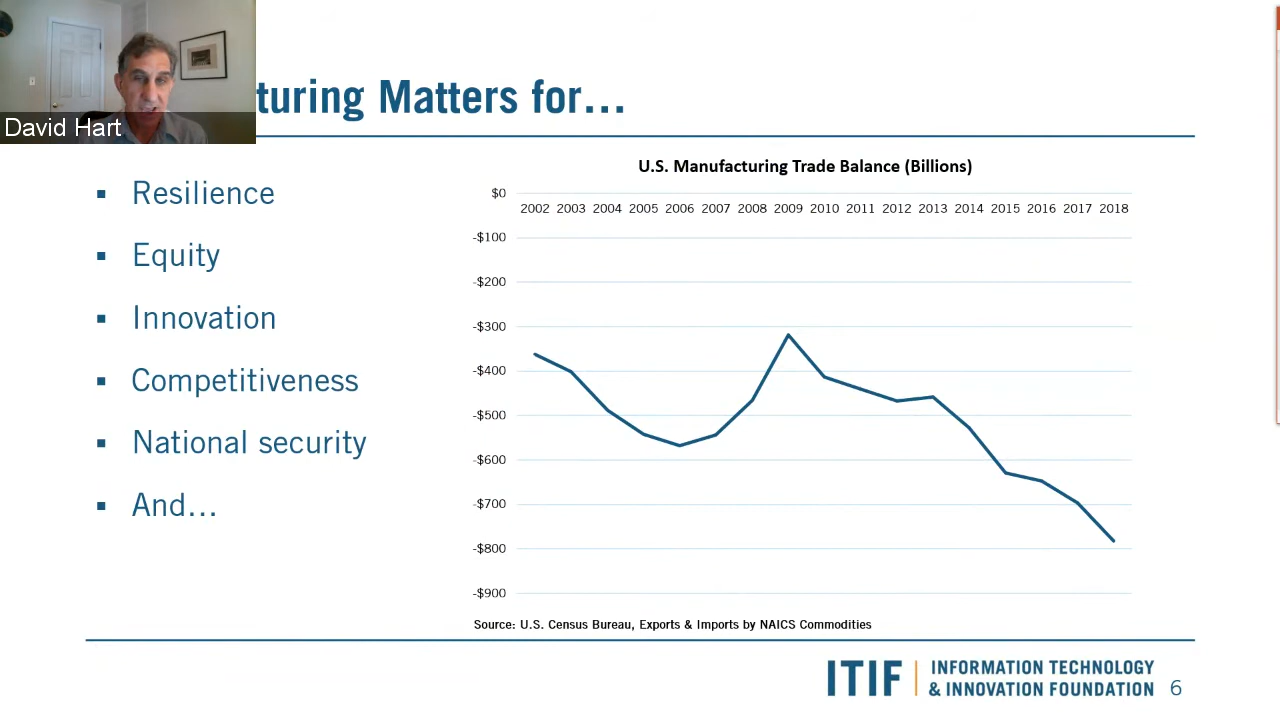 David Hart
turing Matters for…
Resilience
Equity
Innovation
Competitiveness
National security
And…
U.S. Manufacturing Trade Balance (Billions)
$0
2002 2003 2004 2005 2006 2007 2008 2009 2010 2011 2012 2013 2014 2015 2016 2017 2018
-$100
-$200
-$300
-$400
-$500
-$600
-$700
-$800
-$900
Source: U.S. Census Bureau, Exports & Imports by NAICS Commodities
ITIF
INFORMATION TECHNOLOGY
& INNOVATION FOUNDATION
6